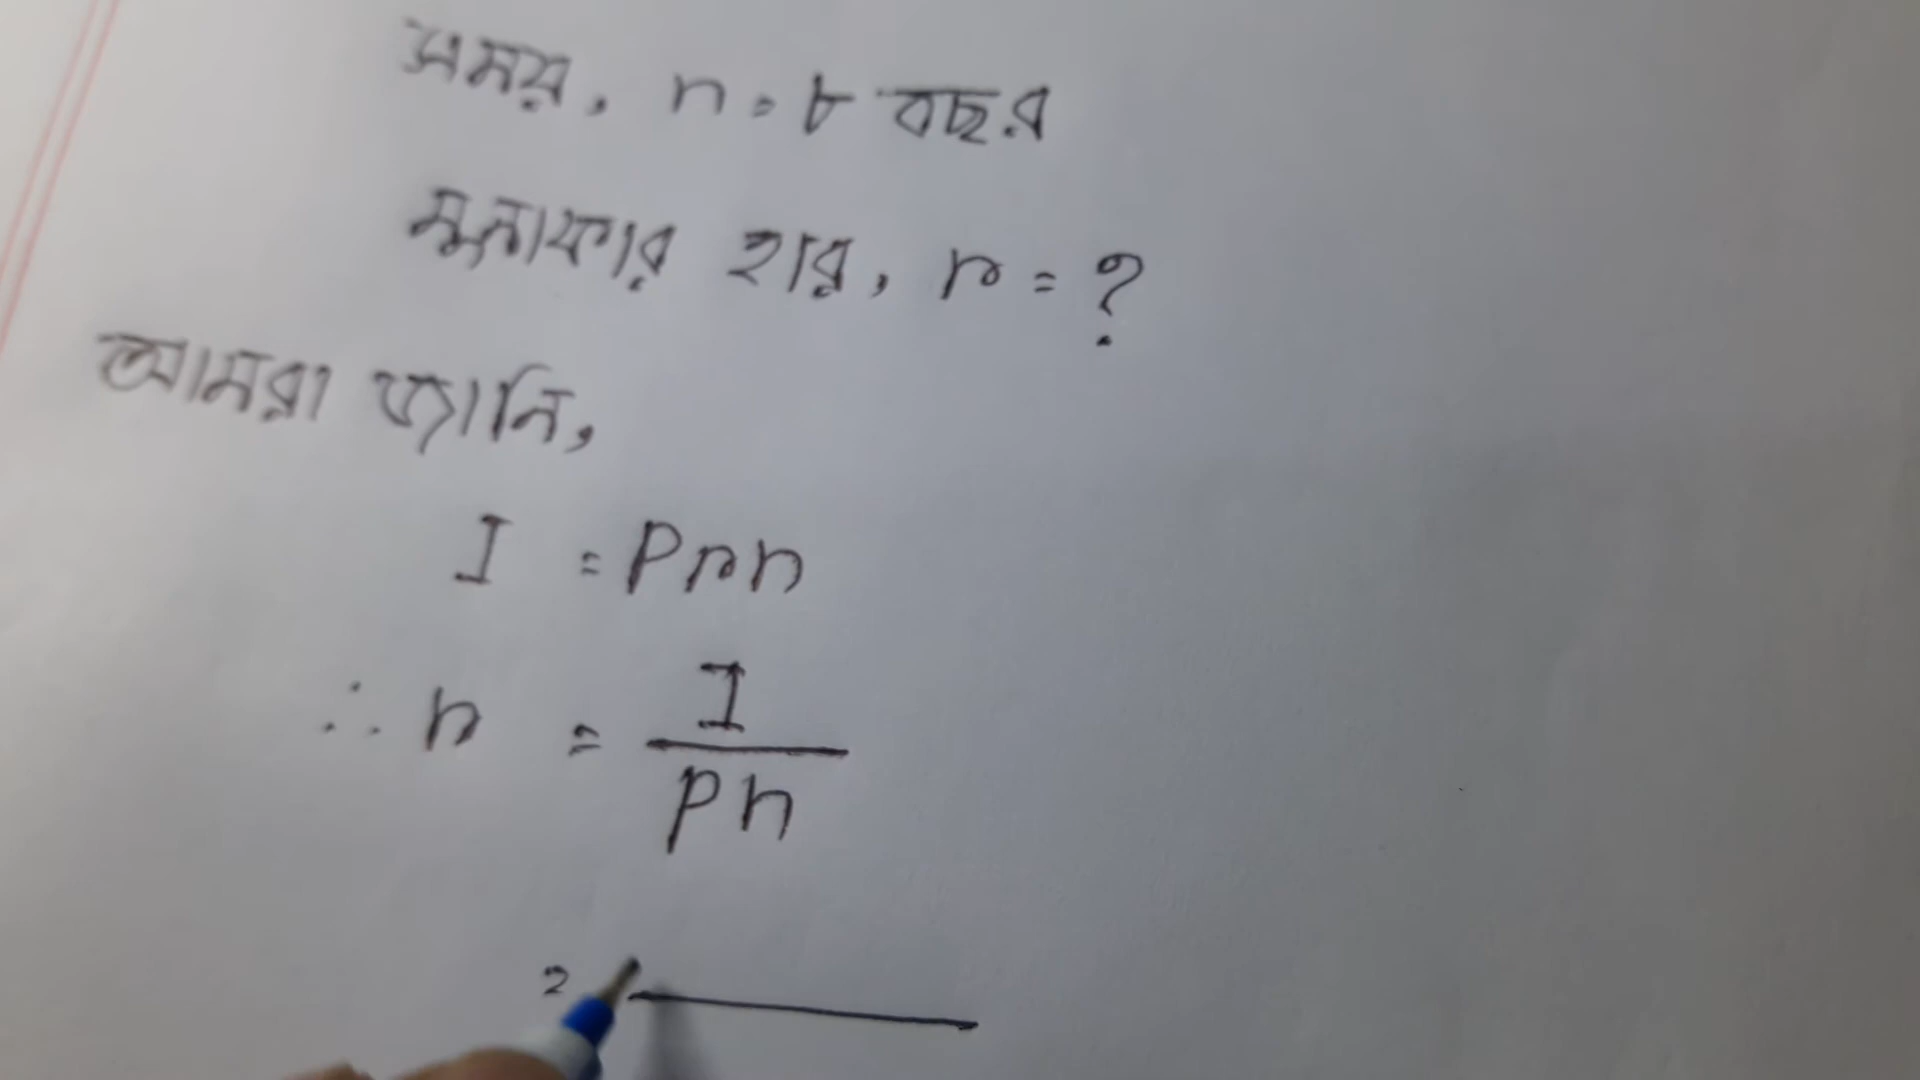 সময়, n = ৮ বছর
মুনাফার হার, r = ?
আমরা জানি,
I = Prn
∴ r = I / Pn
=